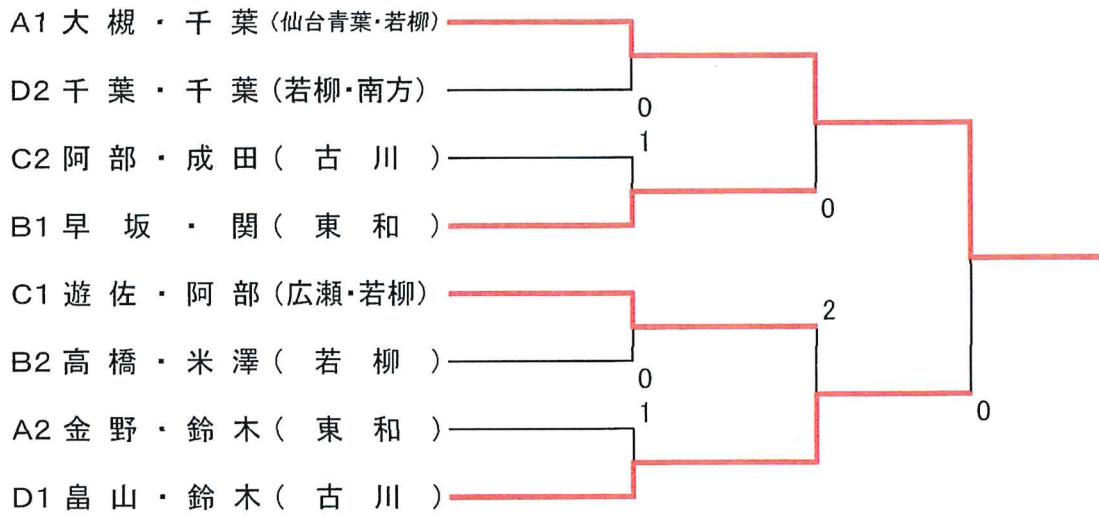 A1 大槻・千葉(仙台青葉・若柳)
D2 千葉・千葉(若柳・南方)
0
1
C2 阿部・成田(古川)
0
B1 早坂・関(東和)
C1 遊佐・阿部(広瀬・若柳)
2
B2 高橋・米澤(若柳)
0
1
0
A2 金野・鈴木(東和)
D1 畠山・鈴木(古川)